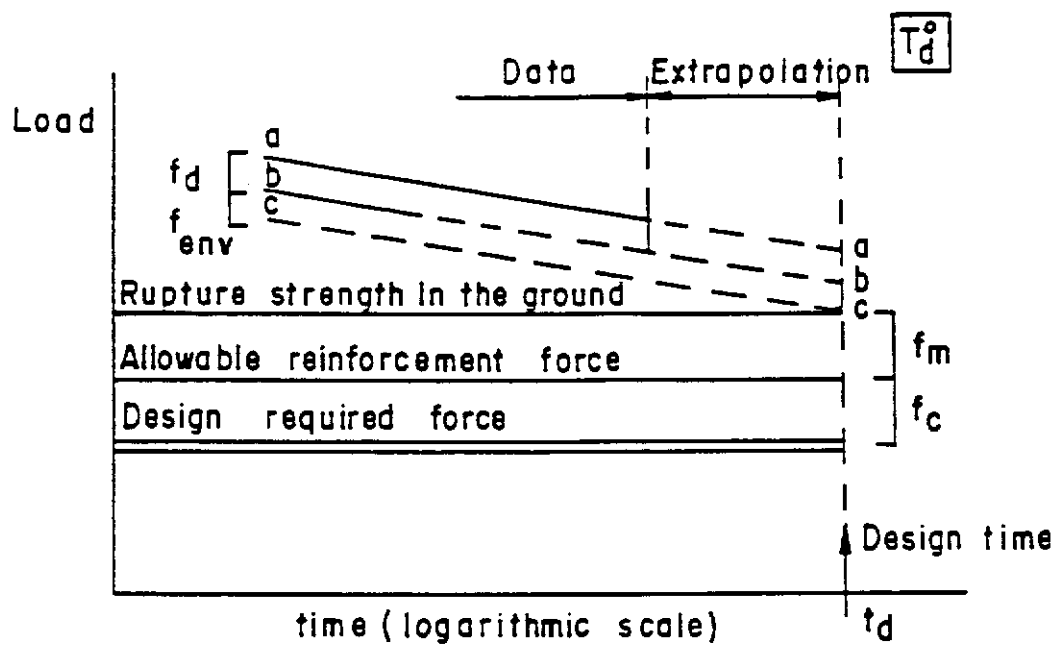 T°d
Data Extrapolation
Load
a
fd
b
c
fenv
a
b
c
Rupture strength in the ground
fm
Allowable reinforcement force
fc
Design required force
Design time
time (logarithmic scale)
td